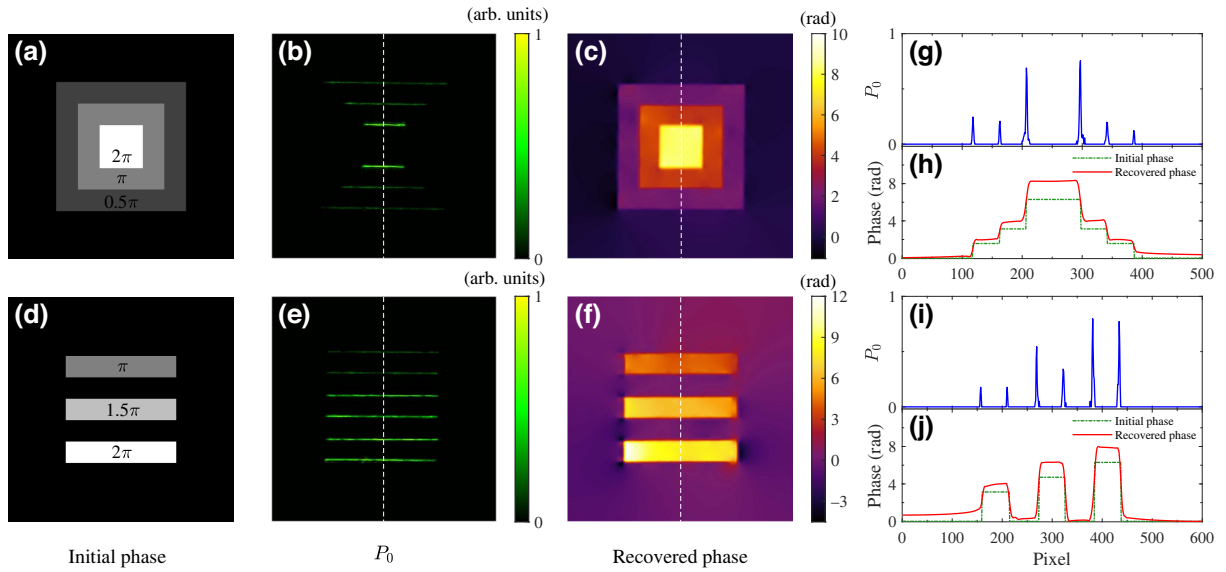 (arb. units)
(rad)
(a)
(b)
(c)
(g)
1
0
10
8
6
4
2
0
1
0
P₀
2π
π
0.5π
(h)
Initial phase
Recovered phase
8
4
0
Phase (rad)
0 100 200 300 400 500
(arb. units)
(rad)
(d)
(e)
(f)
(i)
1
0
12
9
6
3
0
−3
1
0
P₀
π
1.5π
2π
(j)
Initial phase
Recovered phase
8
4
0
Phase (rad)
0 100 200 300 400 500 600
Pixel
Initial phase
P₀
Recovered phase